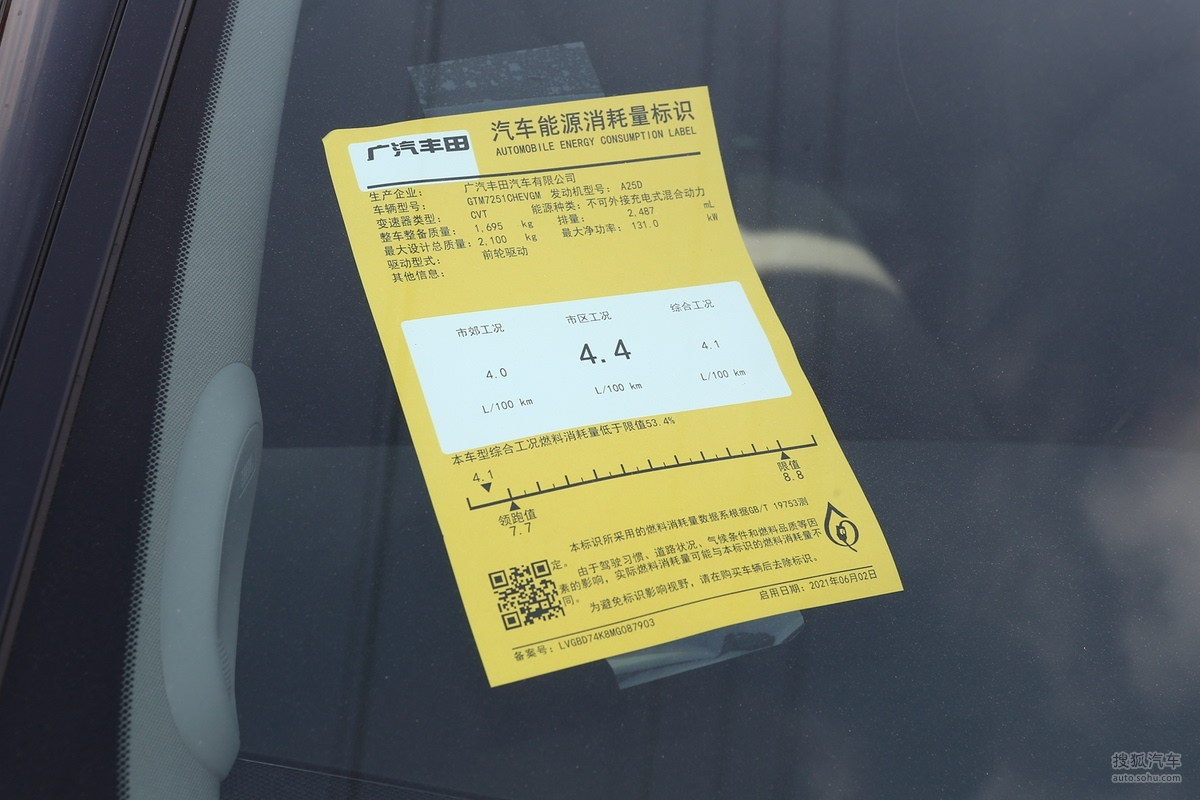 广汽丰田
汽车能源消耗量标识
AUTOMOBILE ENERGY CONSUMPTION LABEL
生产企业： 广汽丰田汽车有限公司
车辆型号： GTM7251CHEVGM 发动机型号： A25D
变速器类型： CVT 能源种类：不可外接充电式混合动力
整车整备质量： 1,695 kg 排量： 2,487 mL
最大设计总质量：2,100 kg 最大净功率： 131.0 kW
驱动型式： 前轮驱动
其他信息：
市郊工况 市区工况 综合工况
4.0 4.4 4.1
L/100 km L/100 km L/100 km
本车型综合工况燃料消耗量低于限值53.4%
4.1
领跑值
7.7
限值
8.8
本标识所采用的燃料消耗量数据系根据GB/T 19753测
定。 由于驾驶习惯、道路状况、气候条件和燃料品质等因
素的影响，实际燃料消耗量可能与本标识的燃料消耗量不
同。 为避免标识影响视野，请在购买车辆后去除标识。
启用日期：2021年06月02日
备案号：LVGBD74K8MG087903
搜狐汽车
auto.sohu.com